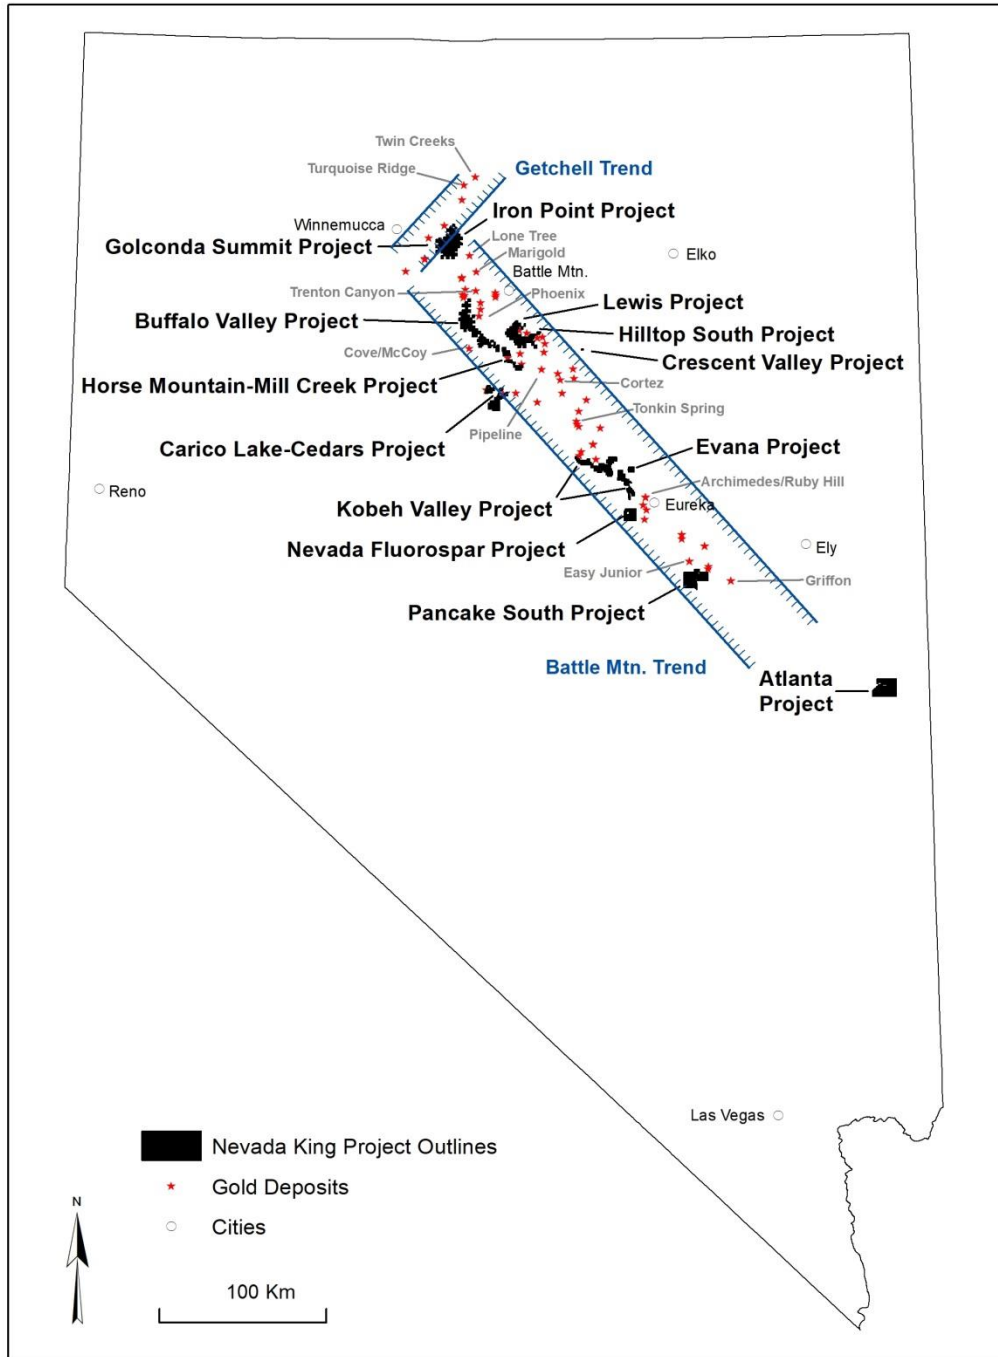 Twin Creeks
Turquoise Ridge
Getchell Trend
Iron Point Project
Winnemucca
Golconda Summit Project
Lone Tree
Marigold
Elko
Battle Mtn.
Trenton Canyon
Phoenix
Lewis Project
Buffalo Valley Project
Hilltop South Project
Cove/McCoy
Crescent Valley Project
Horse Mountain-Mill Creek Project
Cortez
Tonkin Spring
Pipeline
Carico Lake-Cedars Project
Evana Project
Archimedes/Ruby Hill
Reno
Kobeh Valley Project
Eureka
Nevada Fluorospar Project
Ely
Easy Junior
Griffon
Pancake South Project
Battle Mtn. Trend
Atlanta
Project
Las Vegas
Nevada King Project Outlines
Gold Deposits
Cities
N
100 Km